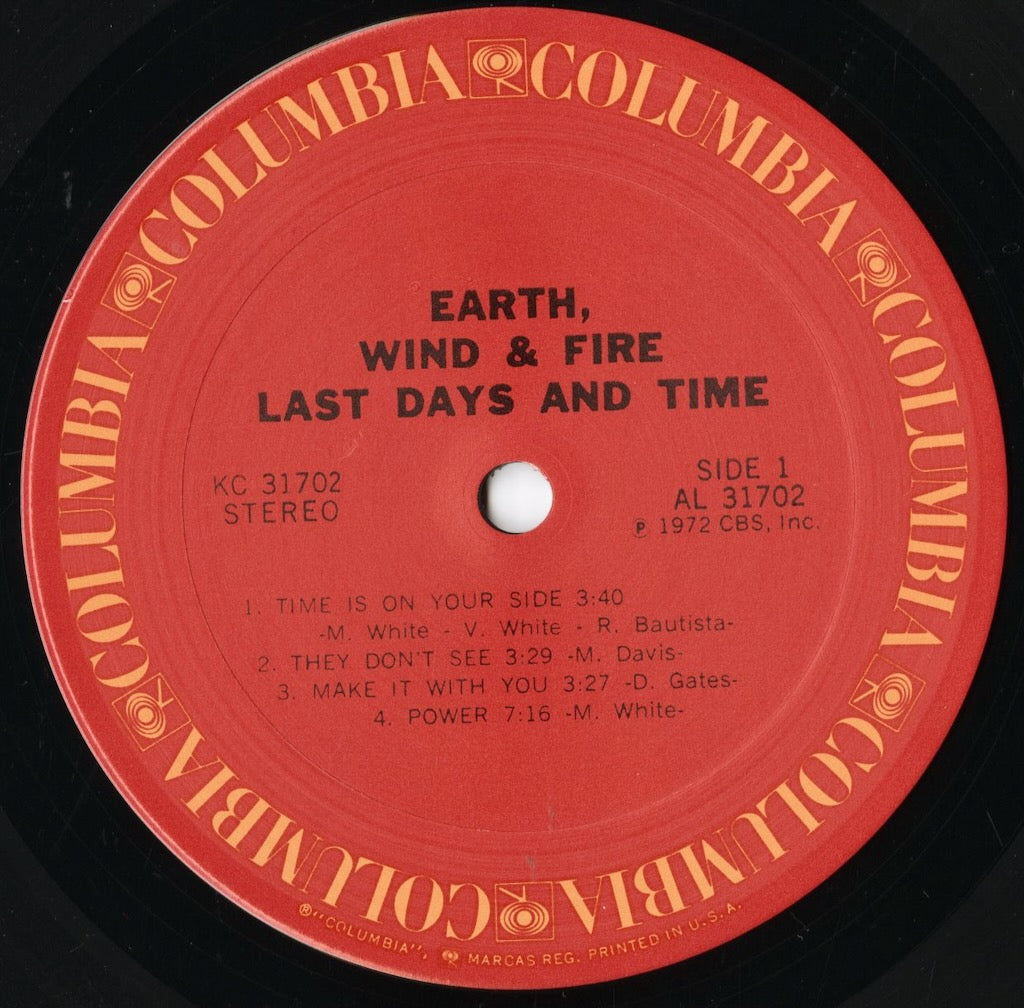 COLUMBIA COLUMBIA COLUMBIA COLUMBIA COLUMBIA COLUMBIA
EARTH,
WIND & FIRE
LAST DAYS AND TIME
KC 31702
STEREO
SIDE 1
AL 31702
℗ 1972 CBS, Inc.
1. TIME IS ON YOUR SIDE 3:40
-M. White - V. White - R. Bautista-
2. THEY DON'T SEE 3:29 -M. Davis-
3. MAKE IT WITH YOU 3:27 -D. Gates-
4. POWER 7:16 -M. White-
®"COLUMBIA", MARCAS REG. PRINTED IN U.S.A.